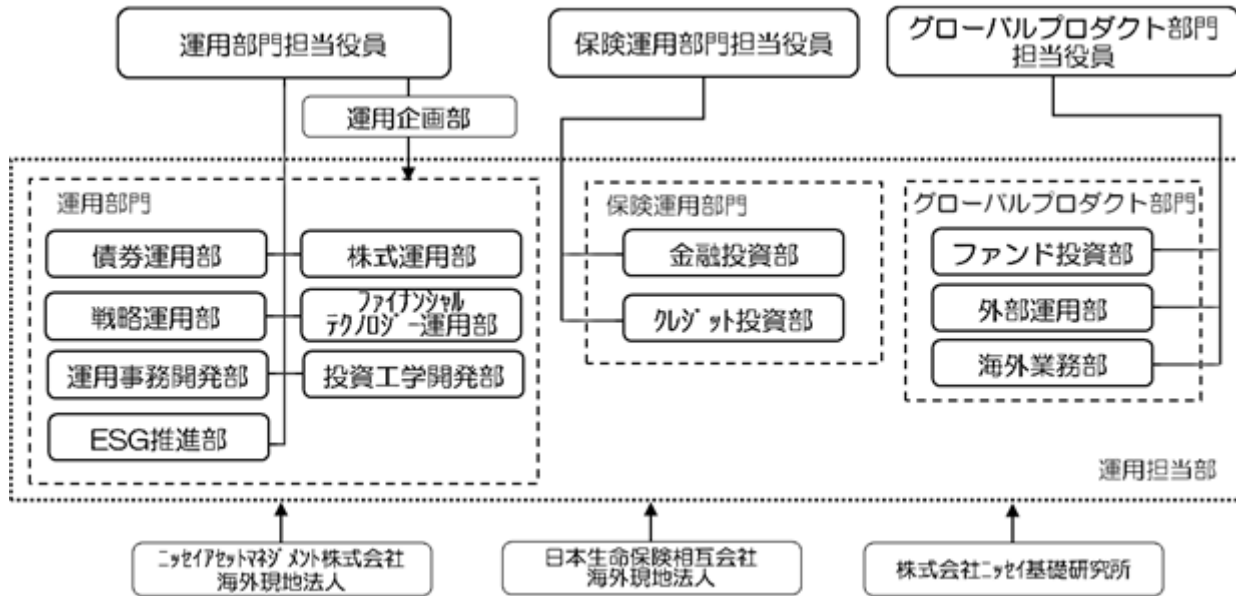 運用部門担当役員
保険運用部門担当役員
グローバルプロダクト部門
担当役員
運用企画部
運用部門
債券運用部
株式運用部
戦略運用部
ファイナンシャル
テクノロジー運用部
運用事務開発部
投資工学開発部
ESG推進部
保険運用部門
金融投資部
クレジット投資部
グローバルプロダクト部門
ファンド投資部
外部運用部
海外業務部
運用担当部
ニッセイアセットマネジメント株式会社
海外現地法人
日本生命保険相互会社
海外現地法人
株式会社ニッセイ基礎研究所